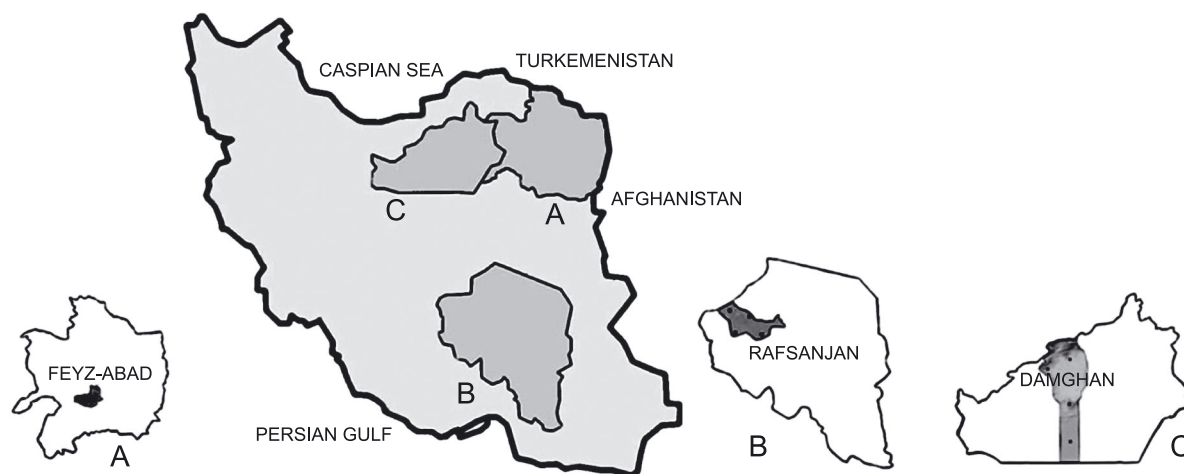 CASPIAN SEA
TURKEMENISTAN
AFGHANISTAN
C
A
B
PERSIAN GULF
FEYZ-ABAD
A
RAFSANJAN
B
DAMGHAN
C